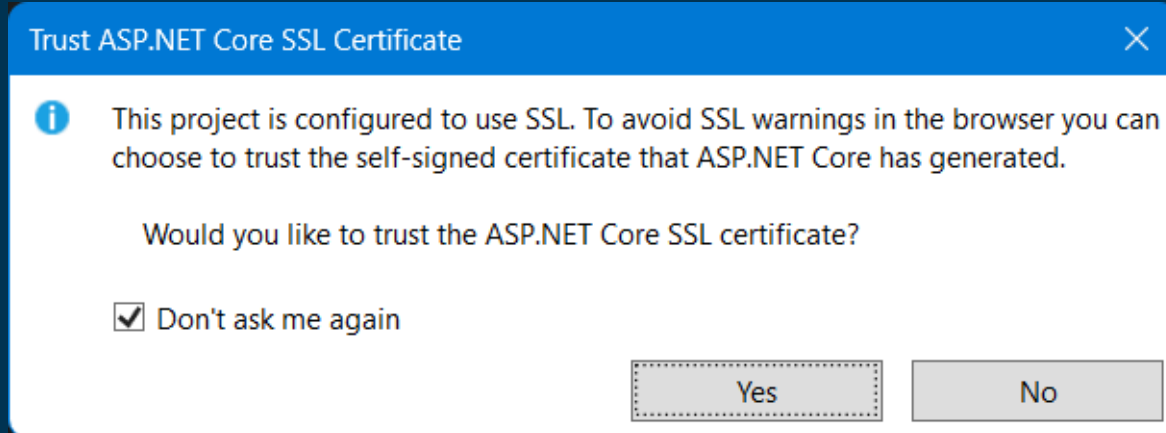 Trust ASP.NET Core SSL Certificate
This project is configured to use SSL. To avoid SSL warnings in the browser you can
choose to trust the self-signed certificate that ASP.NET Core has generated.
Would you like to trust the ASP.NET Core SSL certificate?
Don't ask me again
Yes No